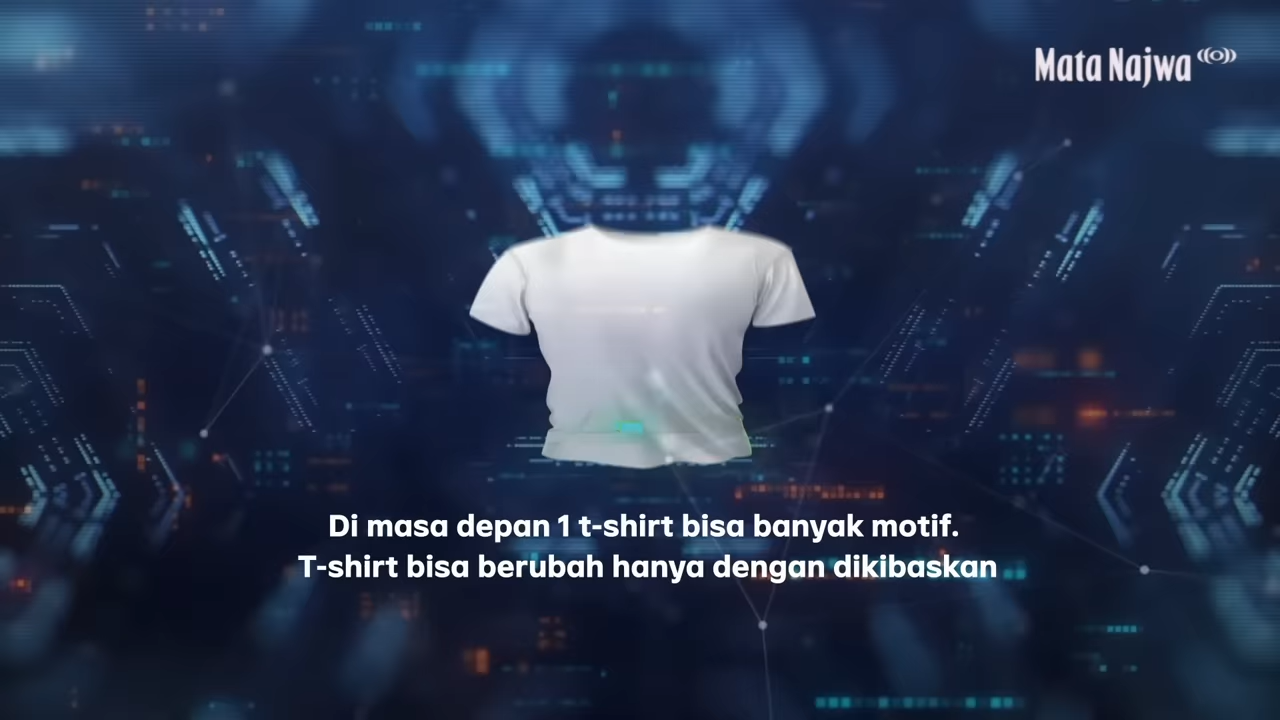 Mata Najwa
Di masa depan 1 t-shirt bisa banyak motif.
T-shirt bisa berubah hanya dengan dikibaskan